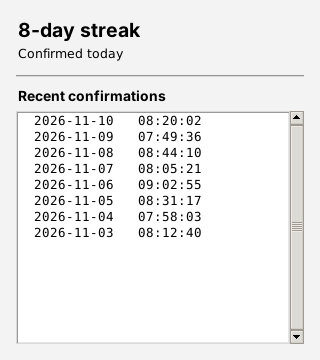 8-day streak
Confirmed today
Recent confirmations
2026-11-10 08:20:02
2026-11-09 07:49:36
2026-11-08 08:44:10
2026-11-07 08:05:21
2026-11-06 09:02:55
2026-11-05 08:31:17
2026-11-04 07:58:03
2026-11-03 08:12:40